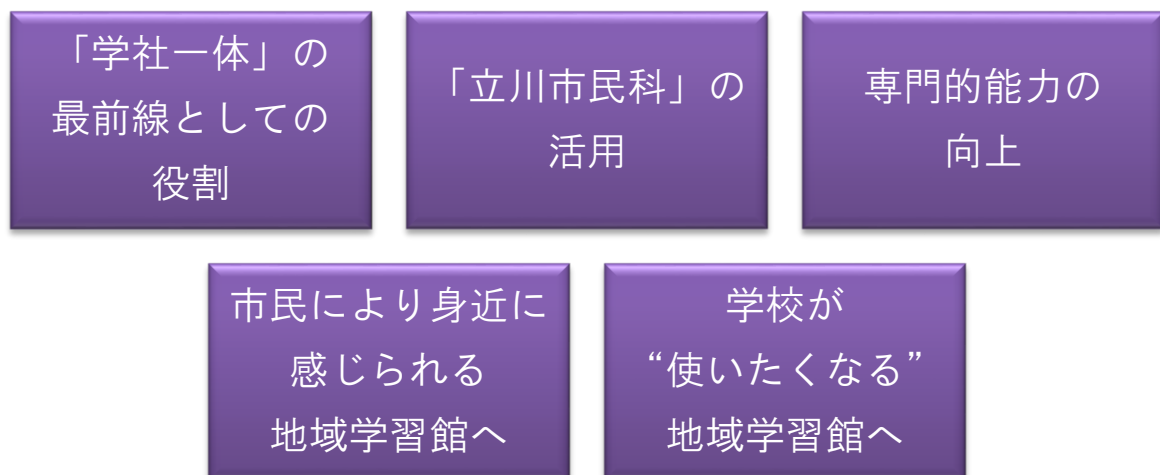 「学社一体」の
最前線としての
役割
「立川市民科」の
活用
専門的能力の
向上
市民により身近に
感じられる
地域学習館へ
学校が
“使いたくなる”
地域学習館へ